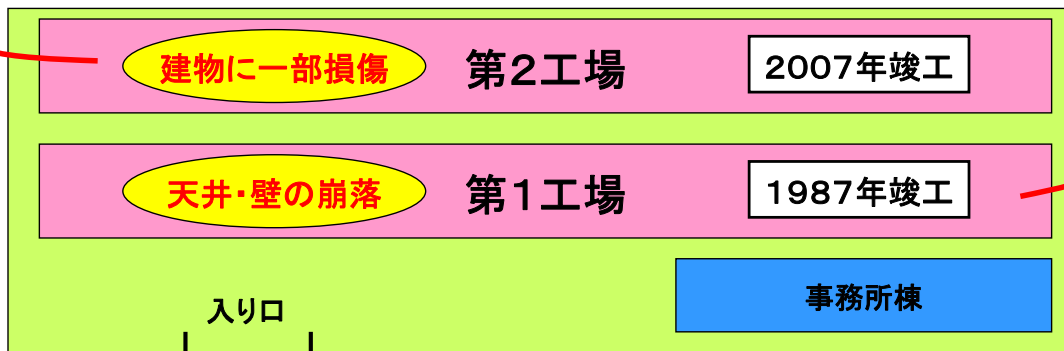 建物に一部損傷 第2工場 2007年竣工
天井・壁の崩落 第1工場 1987年竣工
事務所棟
入り口